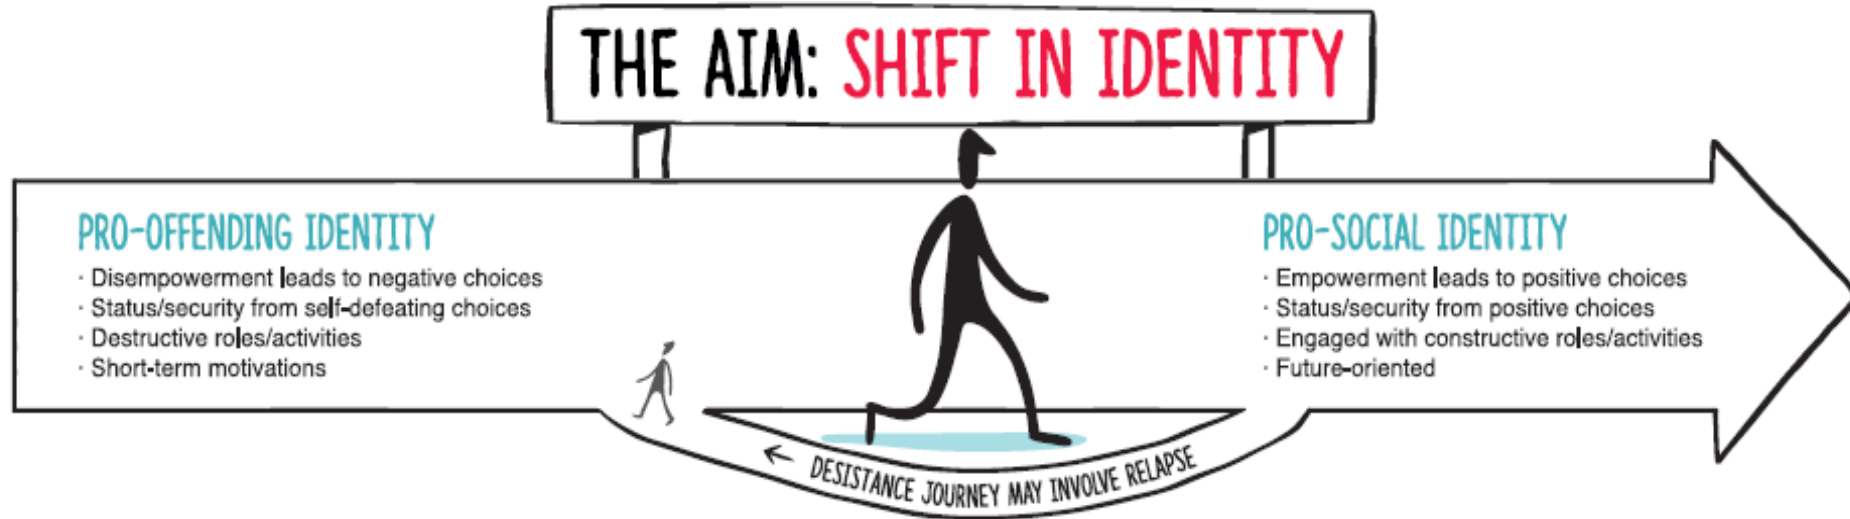 THE AIM: SHIFT IN IDENTITY
PRO-OFFENDING IDENTITY
· Disempowerment leads to negative choices
· Status/security from self-defeating choices
· Destructive roles/activities
· Short-term motivations
PRO-SOCIAL IDENTITY
· Empowerment leads to positive choices
· Status/security from positive choices
· Engaged with constructive roles/activities
· Future-oriented
← DESISTANCE JOURNEY MAY INVOLVE RELAPSE